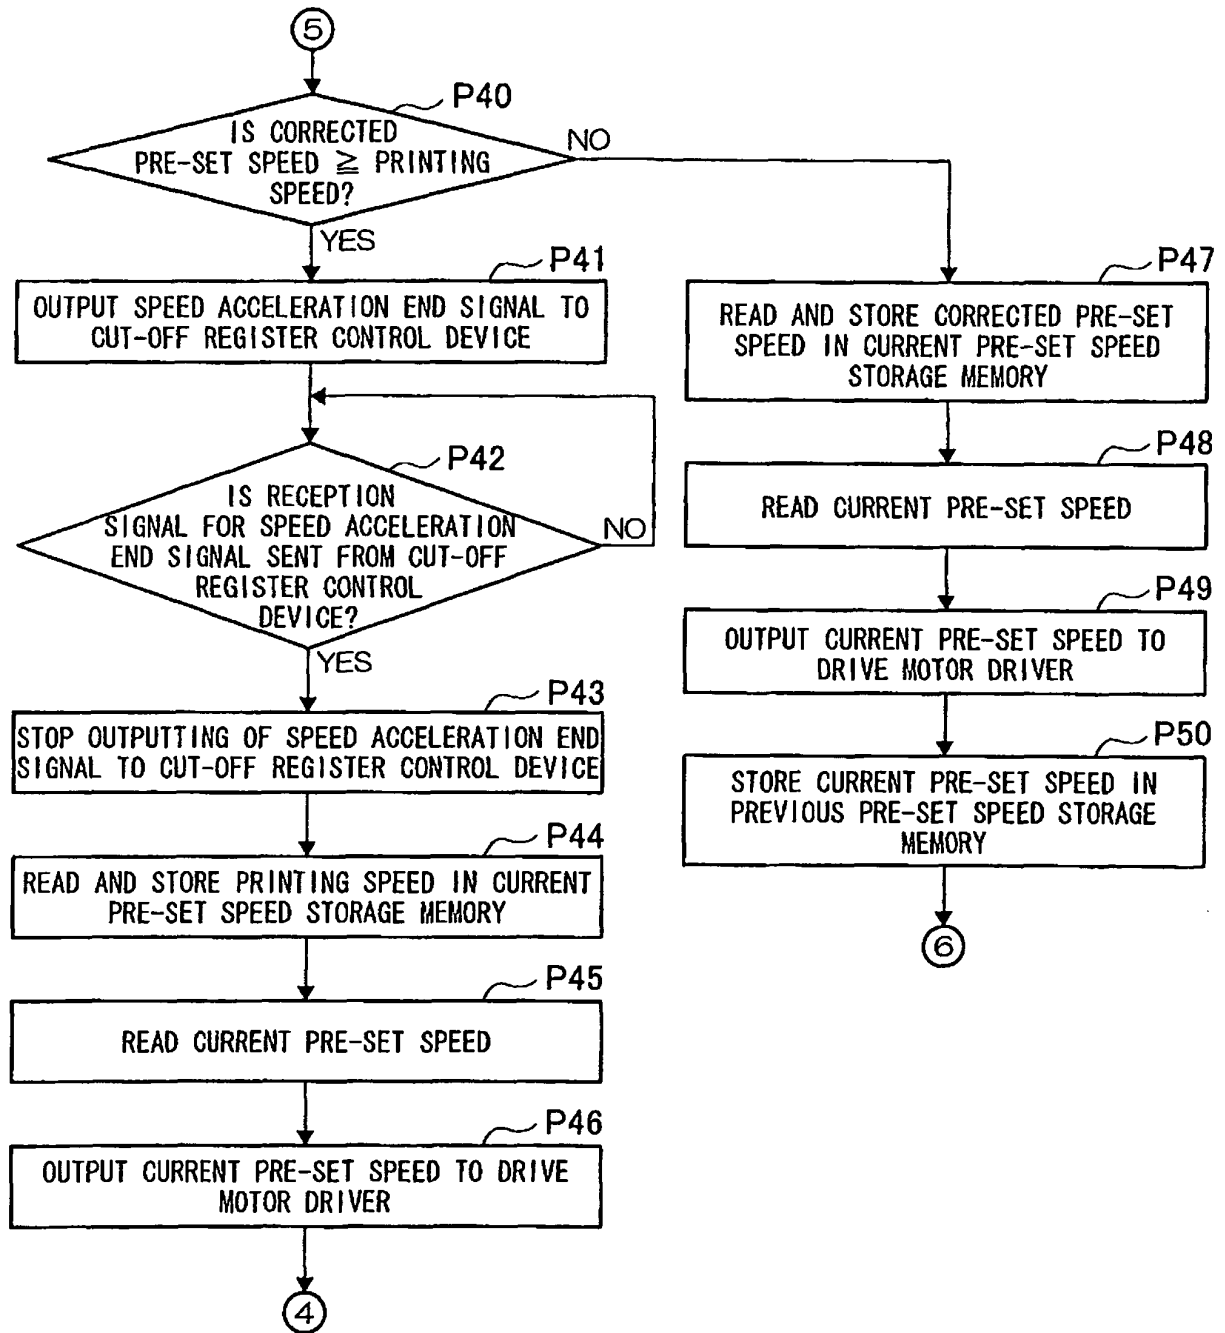 5
P40
IS CORRECTED
PRE-SET SPEED ≧ PRINTING
SPEED?
NO
YES
P41
OUTPUT SPEED ACCELERATION END SIGNAL TO
CUT-OFF REGISTER CONTROL DEVICE
P42
IS RECEPTION
SIGNAL FOR SPEED ACCELERATION
END SIGNAL SENT FROM CUT-OFF
REGISTER CONTROL
DEVICE?
NO
YES
P43
STOP OUTPUTTING OF SPEED ACCELERATION END
SIGNAL TO CUT-OFF REGISTER CONTROL DEVICE
P44
READ AND STORE PRINTING SPEED IN CURRENT
PRE-SET SPEED STORAGE MEMORY
P45
READ CURRENT PRE-SET SPEED
P46
OUTPUT CURRENT PRE-SET SPEED TO DRIVE
MOTOR DRIVER
4
P47
READ AND STORE CORRECTED PRE-SET
SPEED IN CURRENT PRE-SET SPEED
STORAGE MEMORY
P48
READ CURRENT PRE-SET SPEED
P49
OUTPUT CURRENT PRE-SET SPEED TO
DRIVE MOTOR DRIVER
P50
STORE CURRENT PRE-SET SPEED IN
PREVIOUS PRE-SET SPEED STORAGE
MEMORY
6